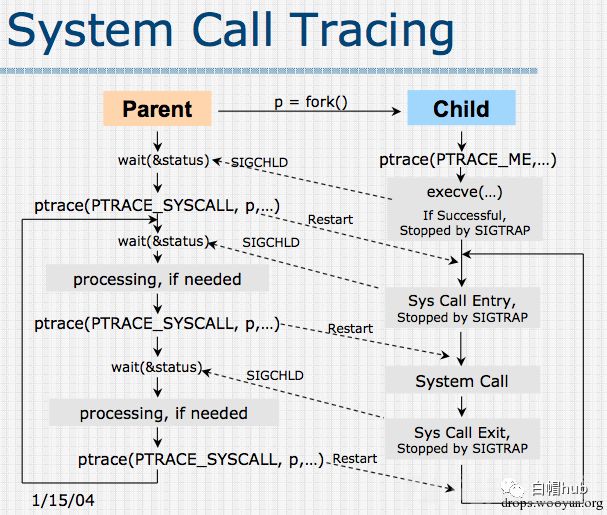 System Call Tracing
Parent
p = fork()
Child
wait(&status)
SIGCHLD
ptrace(PTRACE_ME,...)
execve(...)
If Successful,
Stopped by SIGTRAP
ptrace(PTRACE_SYSCALL, p,...)
Restart
wait(&status)
SIGCHLD
processing, if needed
Sys Call Entry,
Stopped by SIGTRAP
ptrace(PTRACE_SYSCALL, p,...)
Restart
wait(&status)
SIGCHLD
System Call
processing, if needed
Sys Call Exit,
Stopped by SIGTRAP
ptrace(PTRACE_SYSCALL, p,...)
Restart
1/15/04
白帽hub
drops.wooyun.org